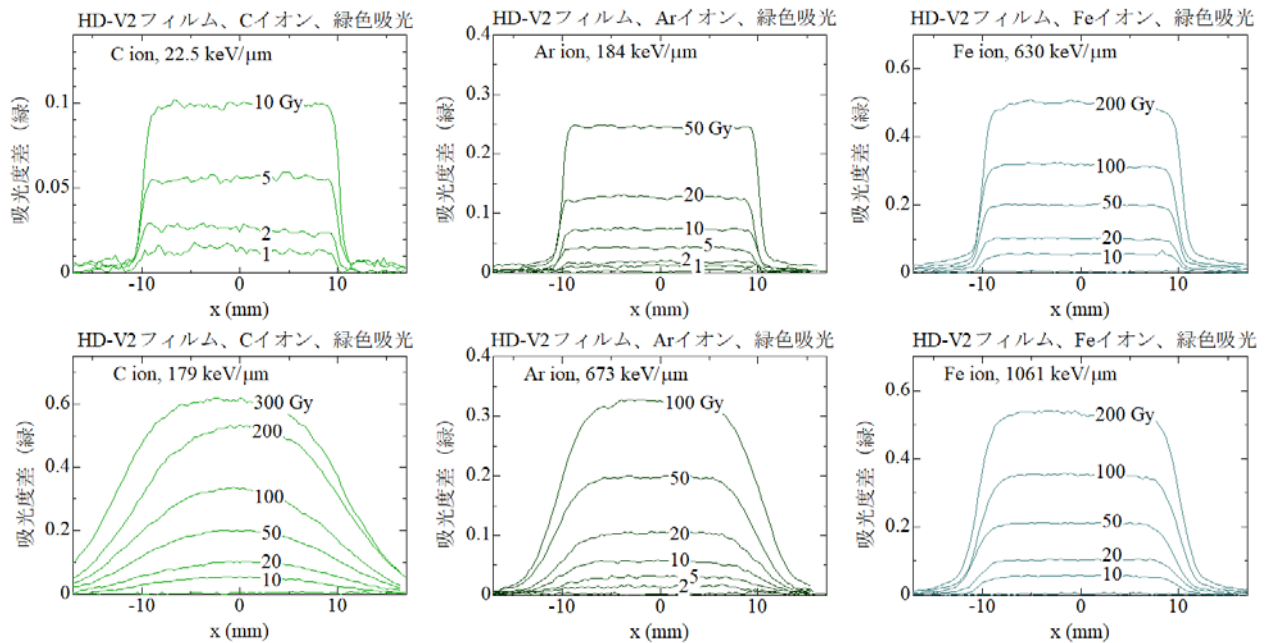 HD-V2フィルム、Cイオン、緑色吸光
C ion, 22.5 keV/μm
10 Gy
5
2
1
0.1
0.05
0
吸光度差（緑）
-10
0
10
x (mm)
HD-V2フィルム、Arイオン、緑色吸光
Ar ion, 184 keV/μm
50 Gy
20
10
5
2
1
0.4
0.3
0.2
0.1
0
吸光度差（緑）
-10
0
10
x (mm)
HD-V2フィルム、Feイオン、緑色吸光
Fe ion, 630 keV/μm
200 Gy
100
50
20
10
0.6
0.4
0.2
0
吸光度差（緑）
-10
0
10
x (mm)
HD-V2フィルム、Cイオン、緑色吸光
C ion, 179 keV/μm
300 Gy
200
100
50
20
10
0.6
0.4
0.2
0
吸光度差（緑）
-10
0
10
x (mm)
HD-V2フィルム、Arイオン、緑色吸光
Ar ion, 673 keV/μm
100 Gy
50
20
10
5
2
0.4
0.3
0.2
0.1
0
吸光度差（緑）
-10
0
10
x (mm)
HD-V2フィルム、Feイオン、緑色吸光
Fe ion, 1061 keV/μm
200 Gy
100
50
20
10
0.6
0.4
0.2
0
吸光度差（緑）
-10
0
10
x (mm)